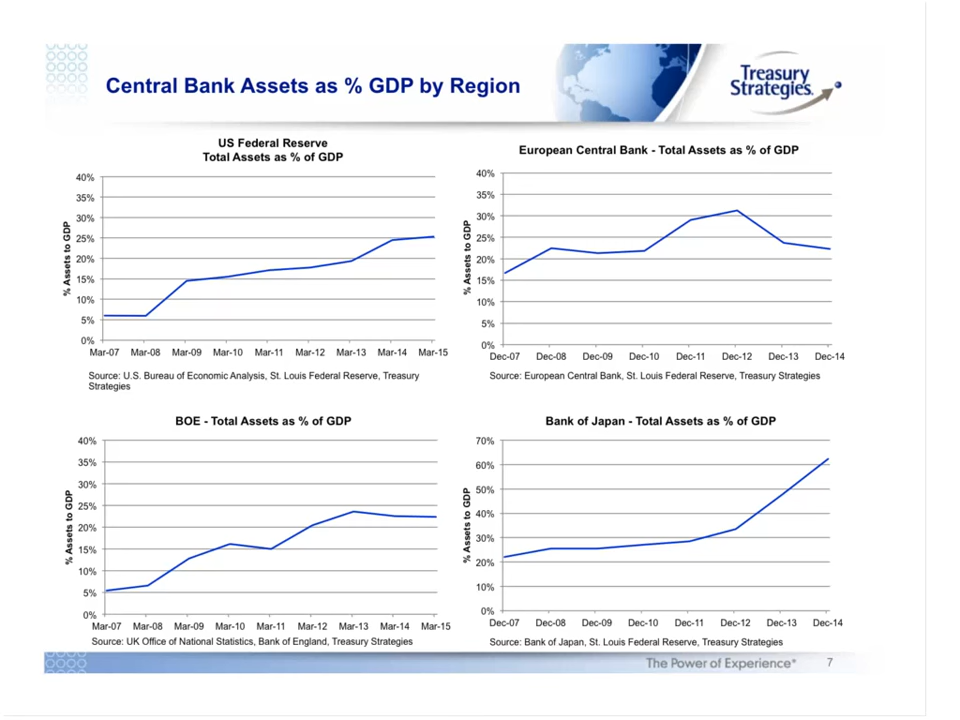 Central Bank Assets as % GDP by Region
Treasury
Strategies
US Federal Reserve
Total Assets as % of GDP
40%
35%
30%
25%
20%
15%
10%
5%
0%
% Assets to GDP
Mar-07 Mar-08 Mar-09 Mar-10 Mar-11 Mar-12 Mar-13 Mar-14 Mar-15
Source: U.S. Bureau of Economic Analysis, St. Louis Federal Reserve, Treasury
Strategies
European Central Bank - Total Assets as % of GDP
40%
35%
30%
25%
20%
15%
10%
5%
0%
% Assets to GDP
Dec-07 Dec-08 Dec-09 Dec-10 Dec-11 Dec-12 Dec-13 Dec-14
Source: European Central Bank, St. Louis Federal Reserve, Treasury Strategies
BOE - Total Assets as % of GDP
40%
35%
30%
25%
20%
15%
10%
5%
0%
% Assets to GDP
Mar-07 Mar-08 Mar-09 Mar-10 Mar-11 Mar-12 Mar-13 Mar-14 Mar-15
Source: UK Office of National Statistics, Bank of England, Treasury Strategies
Bank of Japan - Total Assets as % of GDP
70%
60%
50%
40%
30%
20%
10%
0%
% Assets to GDP
Dec-07 Dec-08 Dec-09 Dec-10 Dec-11 Dec-12 Dec-13 Dec-14
Source: Bank of Japan, St. Louis Federal Reserve, Treasury Strategies
The Power of Experience® 7